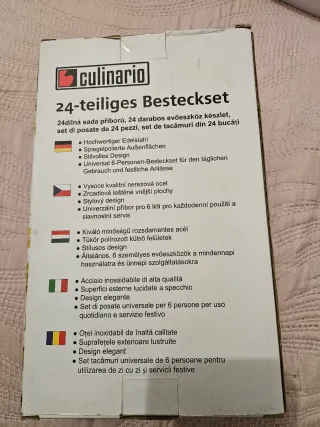 culinario
24-teiliges Besteckset
24dílná sada příborů, 24 darabos evőeszköz készlet,
set di posate da 24 pezzi, set de tacâmuri din 24 bucăți
• Hochwertiger Edelstahl
• Spiegelpolierte Außenflächen
• Stilvolles Design
• Universal 6-Personen-Besteckset für den täglichen
Gebrauch und festliche Anlässe
• Vysoce kvalitní nerezová ocel
• Zrcadlově leštěné vnější plochy
• Stylový design
• Univerzální příbor pro 6 lidí pro každodenní použití a
slavnostní servis
• Kiváló minőségű rozsdamentes acél
• Tükör polírozott külső felületek
• Stílusos design
• Általános, 6 személyes evőeszközök a mindennapi
használatra és ünnepi szolgáltatásokra
• Acciaio inossidabile di alta qualità
• Superfici esterne lucidate a specchio
• Design elegante
• Set di posate universale per 6 persone per uso
quotidiano e servizio festivo
• Oțel inoxidabil de înaltă calitate
• Suprafețele exterioare lustruite
• Design elegant
• Set tacâmuri universale de 6 persoane pentru
utilizarea de zi cu zi și servicii festive